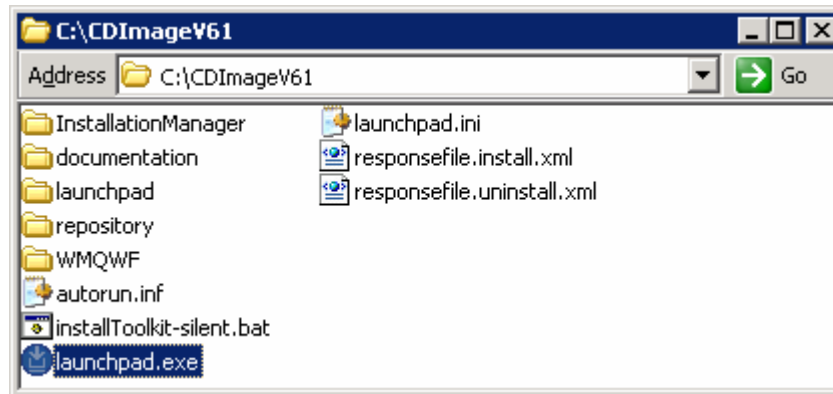 C:\CDImageV61
Address C:\CDImageV61 Go
InstallationManager
documentation
launchpad
repository
WMQWF
autorun.inf
installToolkit-silent.bat
launchpad.exe
launchpad.ini
responsefile.install.xml
responsefile.uninstall.xml